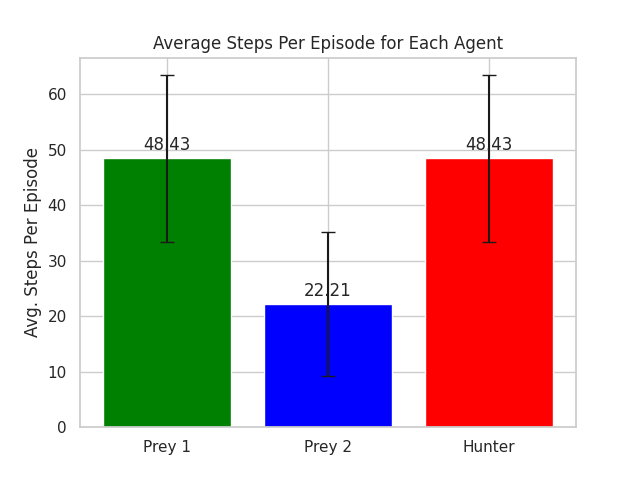 Average Steps Per Episode for Each Agent
Avg. Steps Per Episode
60
50
40
30
20
10
0
48.43
22.21
48.43
Prey 1
Prey 2
Hunter